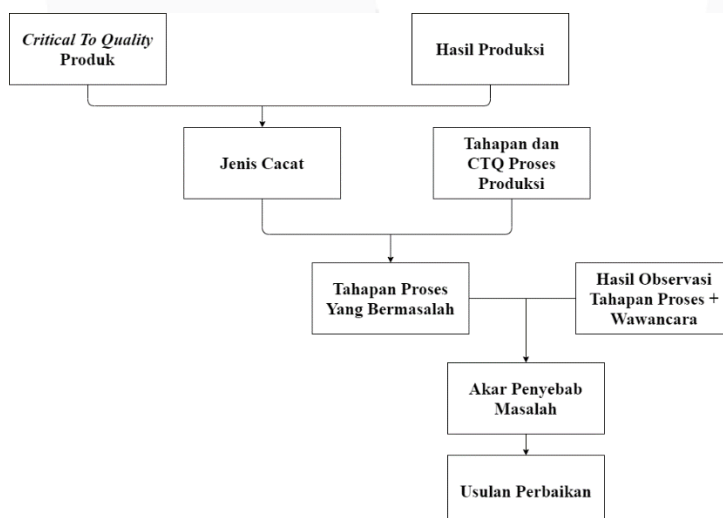 Critical To Quality
Produk
Hasil Produksi
Jenis Cacat
Tahapan dan
CTQ Proses
Produksi
Tahapan Proses
Yang Bermasalah
Hasil Observasi
Tahapan Proses +
Wawancara
Akar Penyebab
Masalah
Usulan Perbaikan